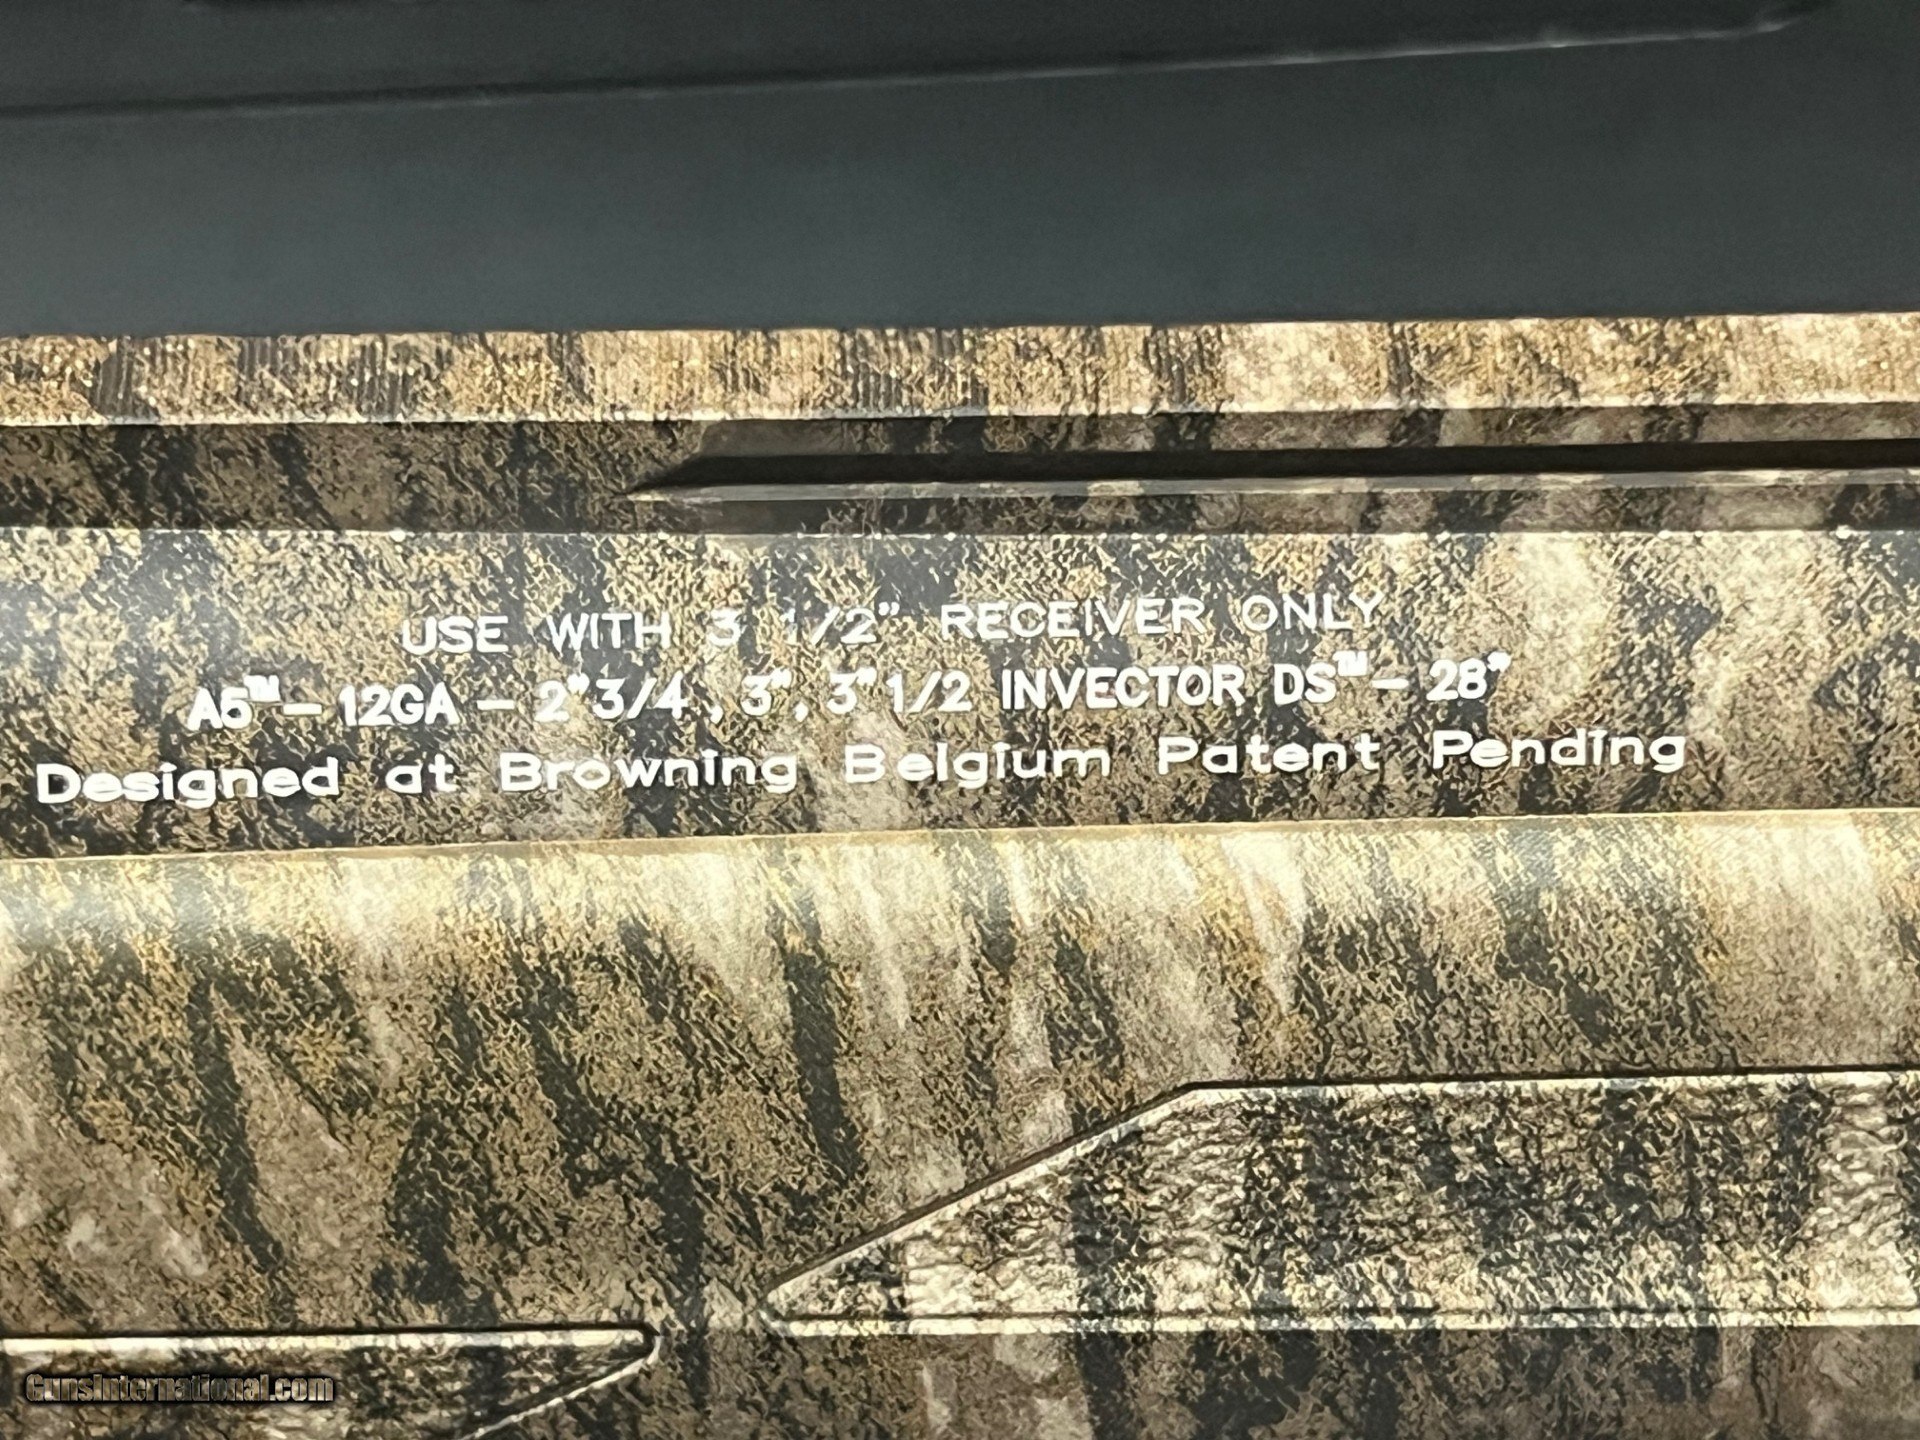 USE WITH 3 1/2" RECEIVER ONLY
A5™ - 12GA - 2"3/4 , 3", 3"1/2 INVECTOR DS™ - 28"
Designed at Browning Belgium Patent Pending
GunsInternational.com